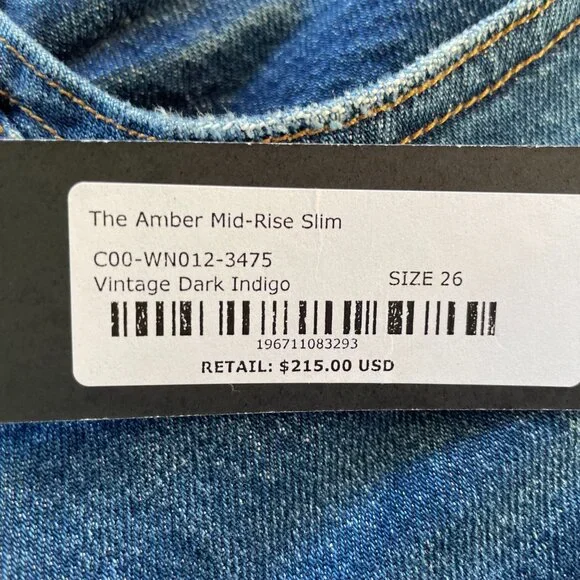 The Amber Mid-Rise Slim
C00-WN012-3475
Vintage Dark Indigo SIZE 26
196711083293
RETAIL: $215.00 USD